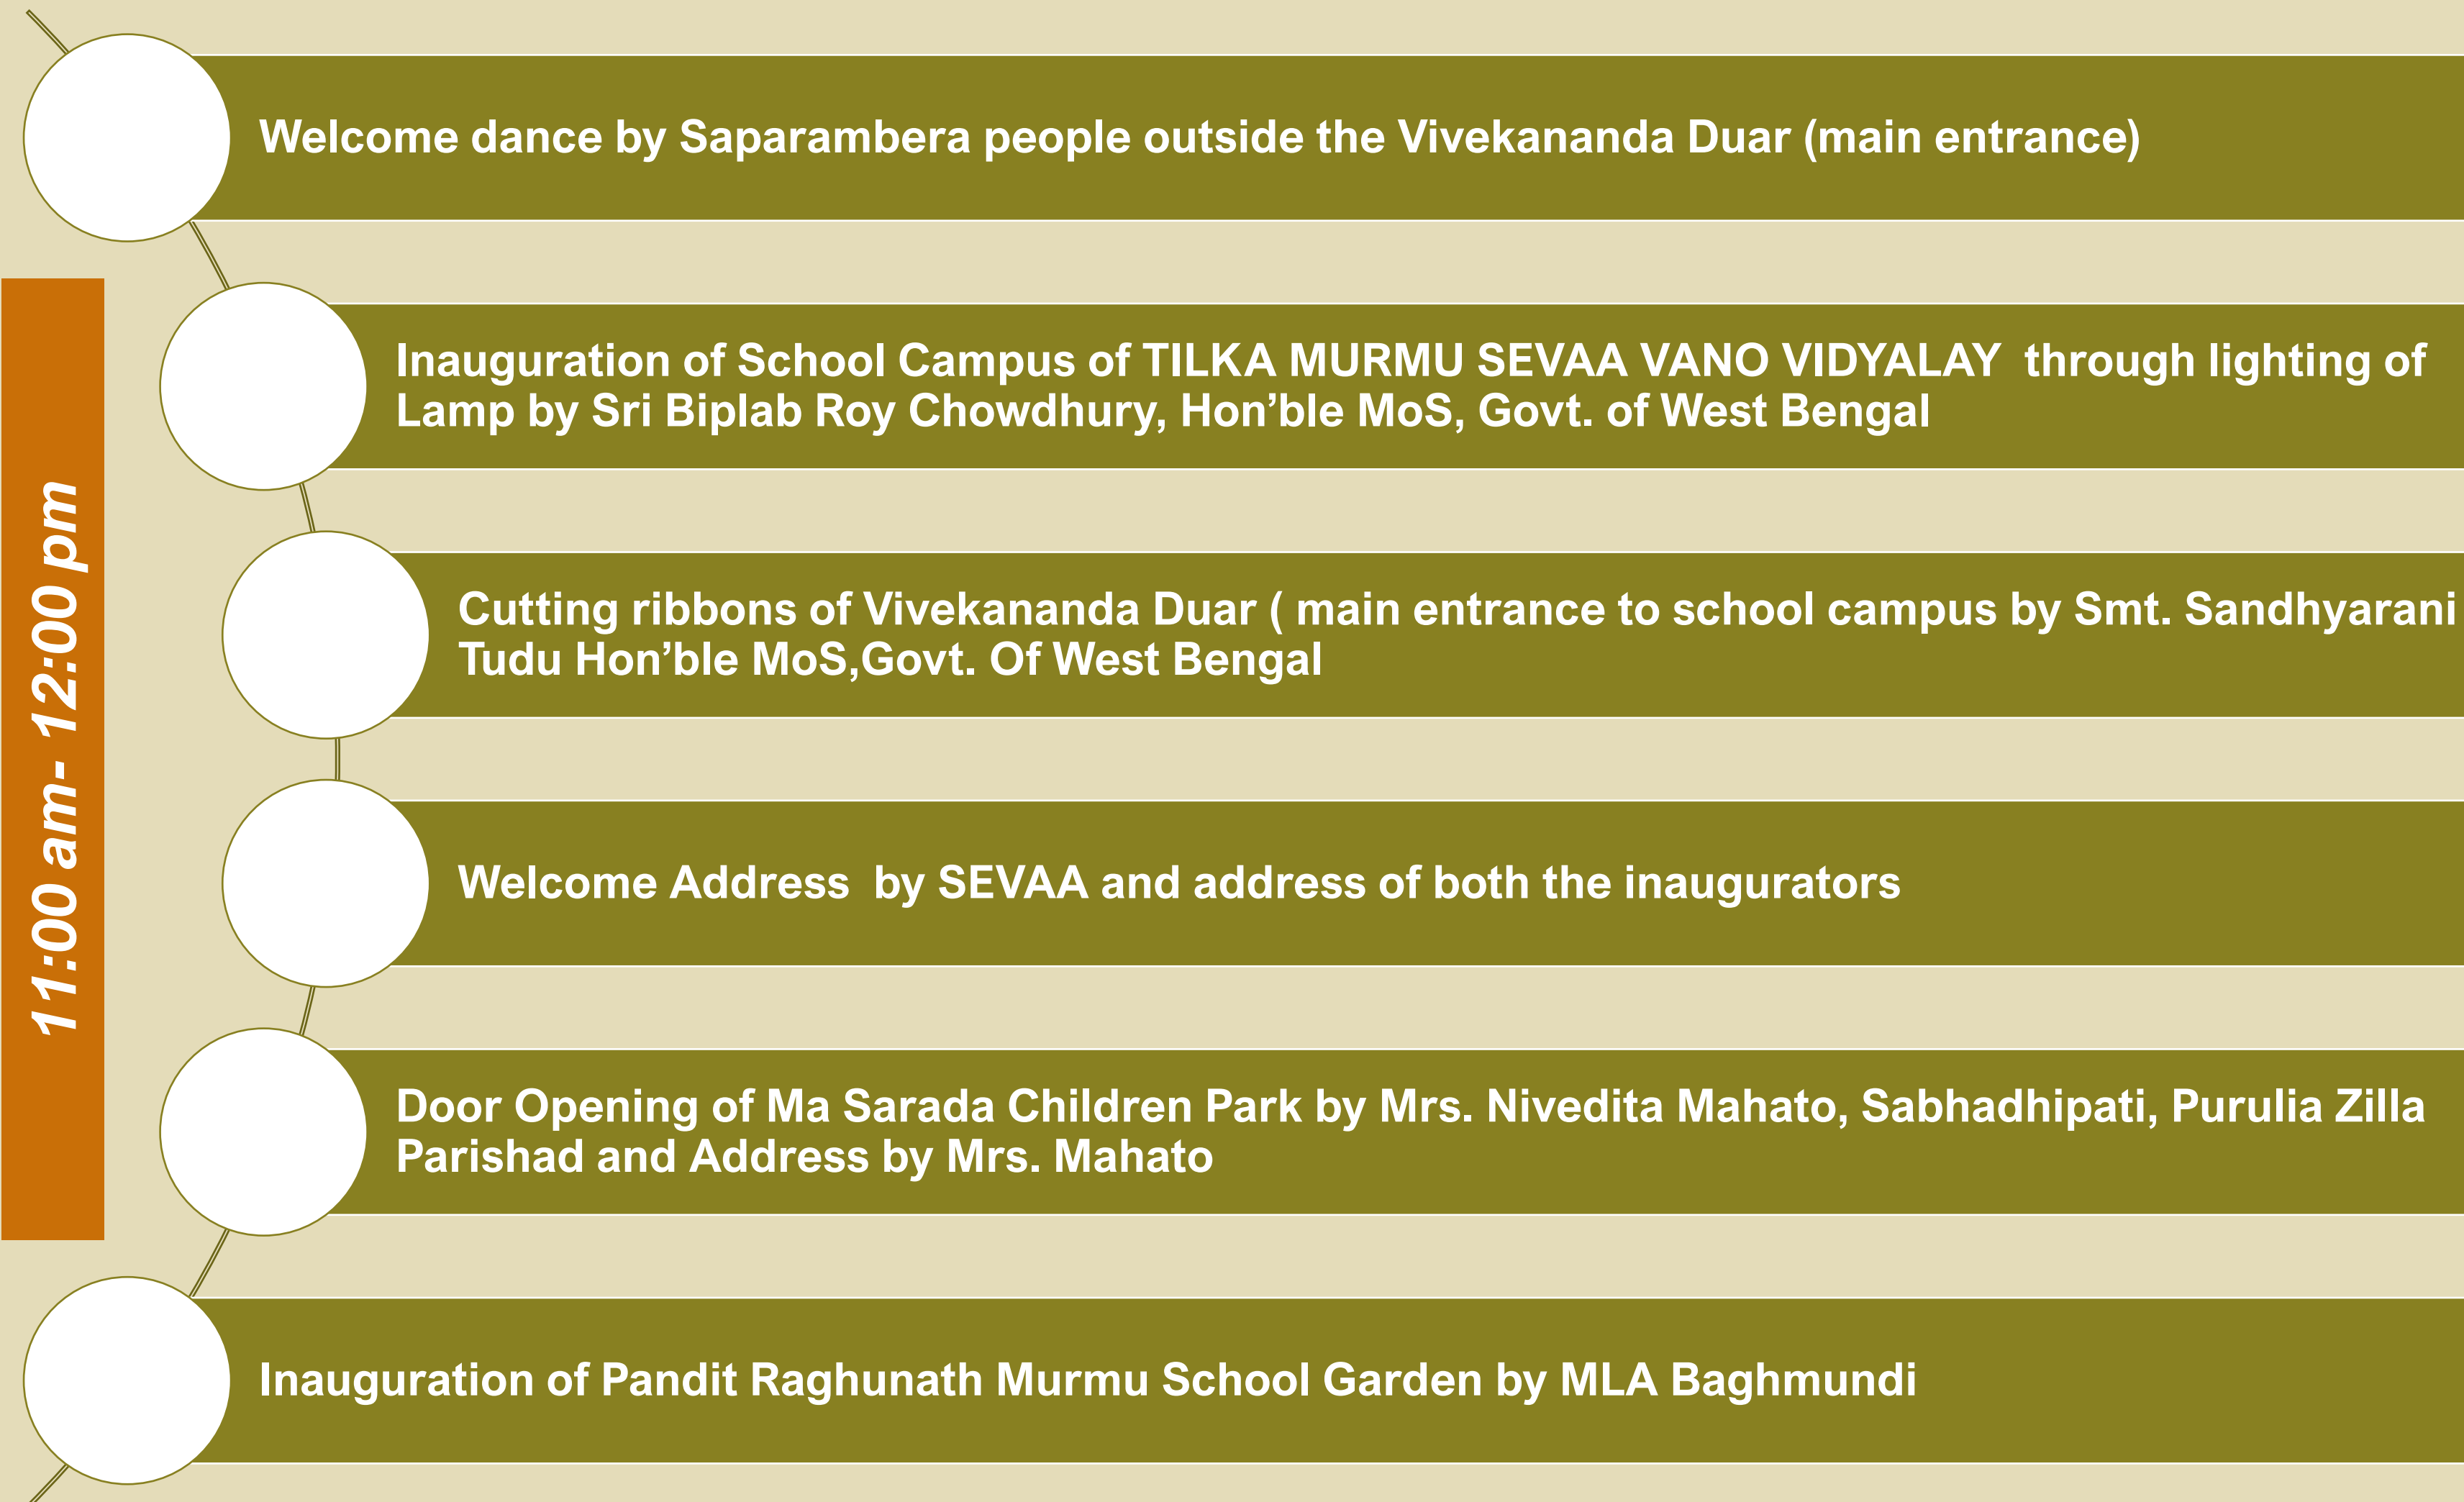 Welcome dance by Saparambera people outside the Vivekananda Duar (main entrance)
11:00 am- 12:00 pm
Inauguration of School Campus of TILKA MURMU SEVAA VANO VIDYALAY  through lighting of
Lamp by Sri Biplab Roy Chowdhury, Hon’ble MoS, Govt. of West Bengal
Cutting ribbons of Vivekananda Duar ( main entrance to school campus by Smt. Sandhyarani
Tudu Hon’ble MoS,Govt. Of West Bengal
Welcome Address  by SEVAA and address of both the inaugurators
Door Opening of Ma Sarada Children Park by Mrs. Nivedita Mahato, Sabhadhipati, Purulia Zilla
Parishad and Address by Mrs. Mahato
Inauguration of Pandit Raghunath Murmu School Garden by MLA Baghmundi